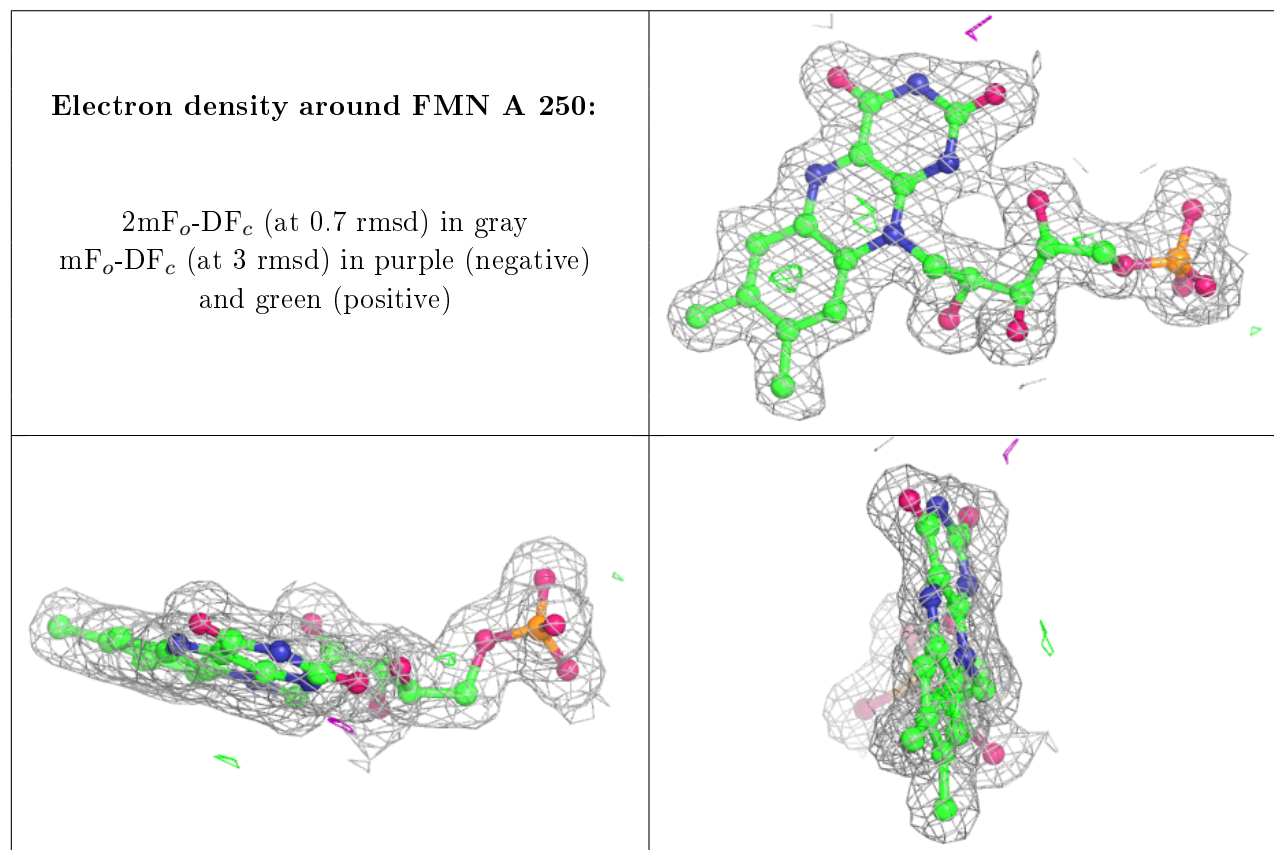 Electron density around FMN A 250:
2mFo-DFc (at 0.7 rmsd) in gray
mFo-DFc (at 3 rmsd) in purple (negative)
and green (positive)